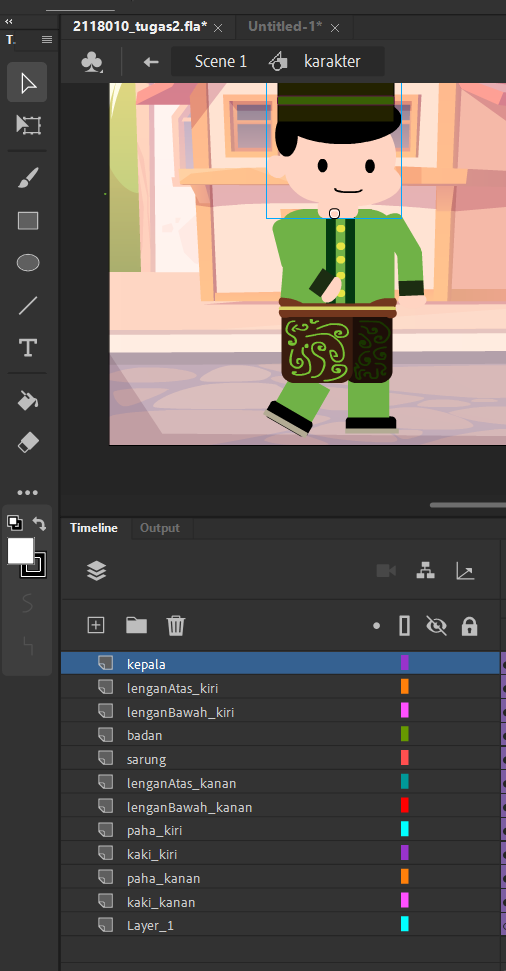 2118010_tugas2.fla* × Untitled-1* ×
T..
Scene 1 karakter
T
Timeline Output
kepala
lenganAtas_kiri
lenganBawah_kiri
badan
sarung
lenganAtas_kanan
lenganBawah_kanan
paha_kiri
kaki_kiri
paha_kanan
kaki_kanan
Layer_1